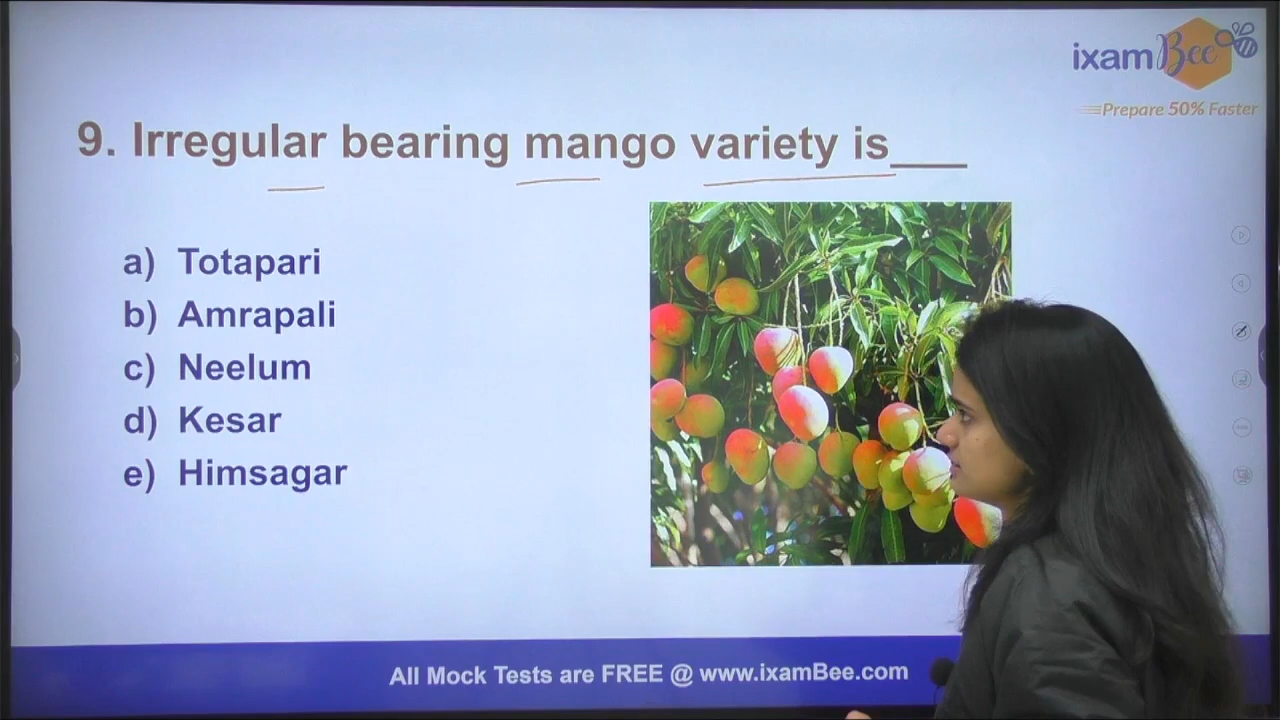 ixamBee
Prepare 50% Faster
9. Irregular bearing mango variety is___
a) Totapari
b) Amrapali
c) Neelum
d) Kesar
e) Himsagar
All Mock Tests are FREE @ www.ixamBee.com